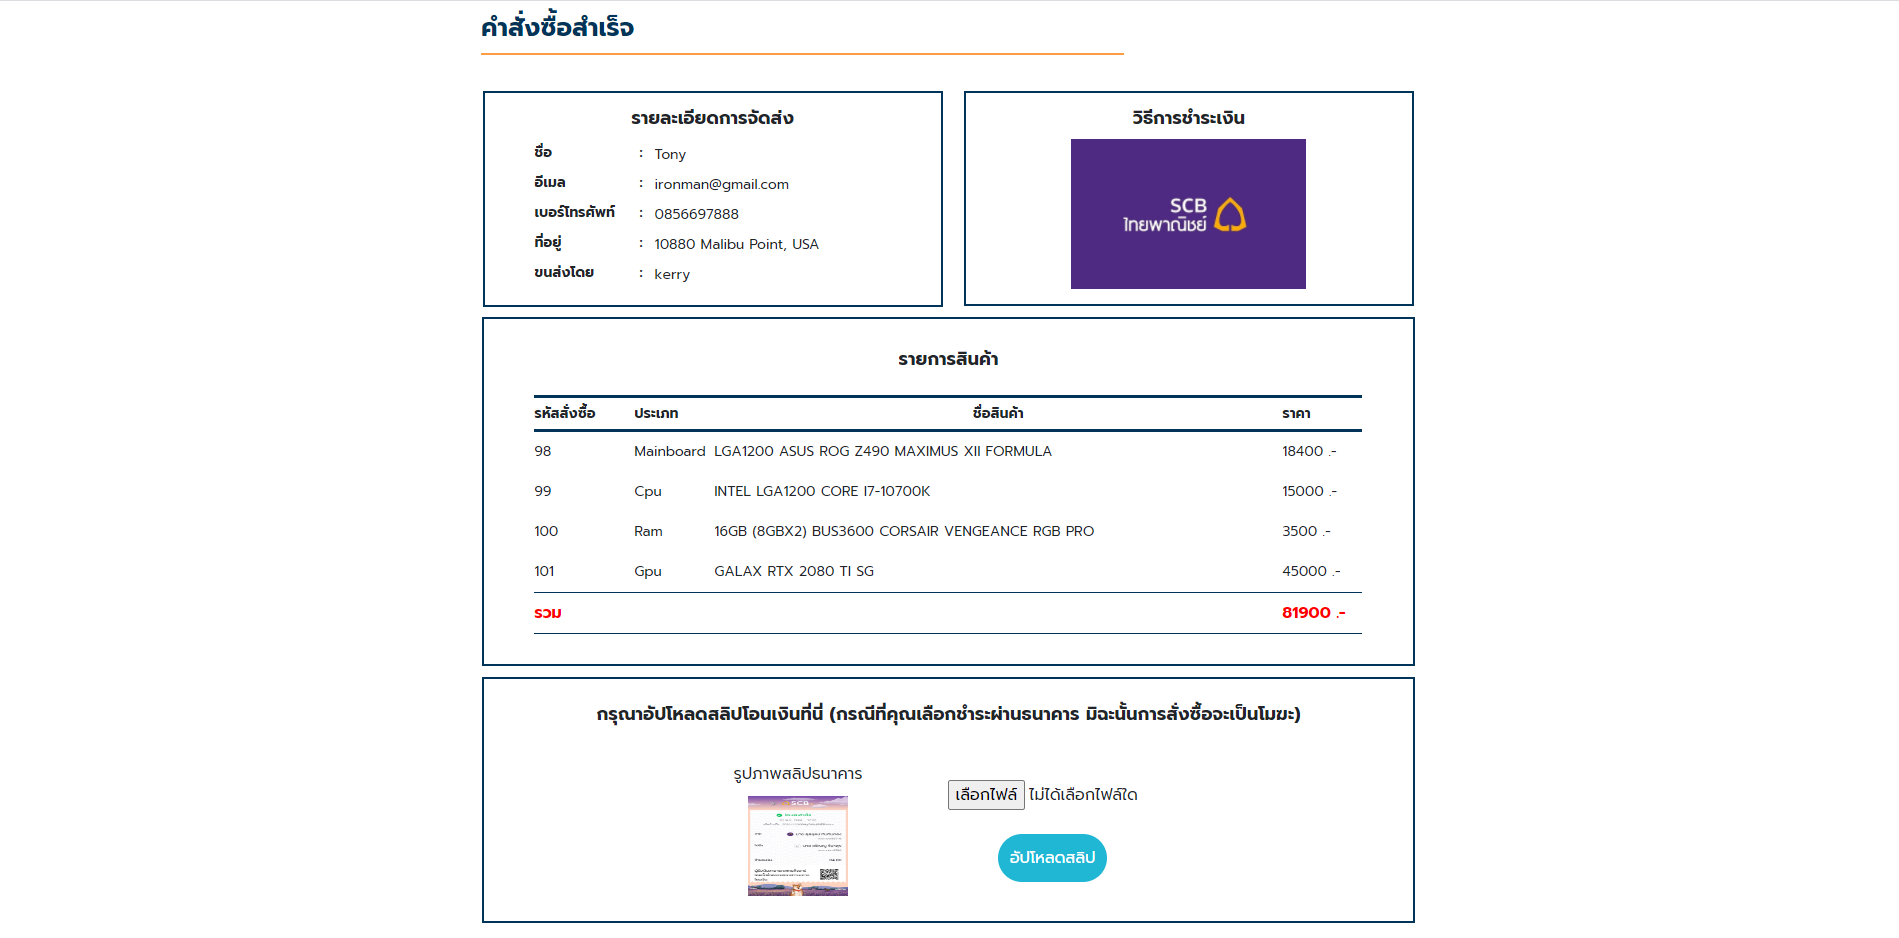 คำสั่งซื้อสำเร็จ
รายละเอียดการจัดส่ง
ชื่อ : Tony
อีเมล : ironman@gmail.com
เบอร์โทรศัพท์ : 0856697888
ที่อยู่ : 10880 Malibu Point, USA
ขนส่งโดย : kerry
วิธีการชำระเงิน
SCB
ไทยพาณิชย์
รายการสินค้า
รหัสสั่งซื้อ ประเภท ชื่อสินค้า ราคา
98 Mainboard LGA1200 ASUS ROG Z490 MAXIMUS XII FORMULA 18400 .-
99 Cpu INTEL LGA1200 CORE I7-10700K 15000 .-
100 Ram 16GB (8GBX2) BUS3600 CORSAIR VENGEANCE RGB PRO 3500 .-
101 Gpu GALAX RTX 2080 TI SG 45000 .-
รวม 81900 .-
กรุณาอัปโหลดสลิปโอนเงินที่นี่ (กรณีที่คุณเลือกชำระผ่านธนาคาร มิฉะนั้นการสั่งซื้อจะเป็นโมฆะ)
รูปภาพสลิปธนาคาร
SCB
เลือกไฟล์ ไม่ได้เลือกไฟล์ใด
อัปโหลดสลิป